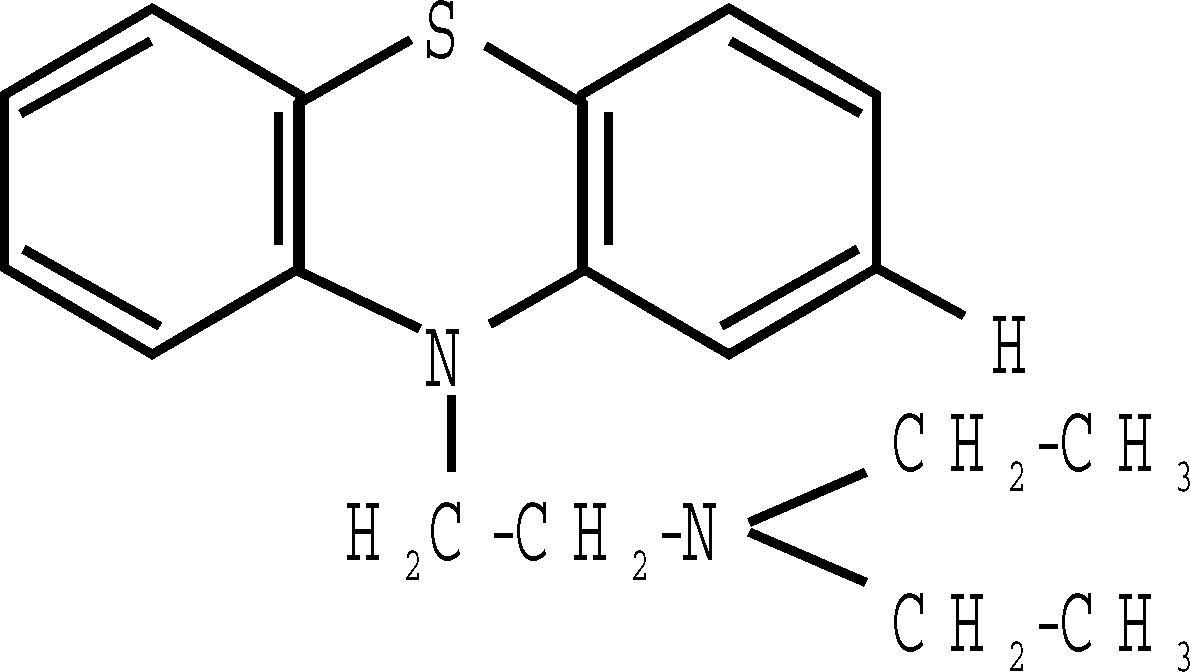 S
N
H
CH₂-CH₃
H₂C-CH₂-N
CH₂-CH₃